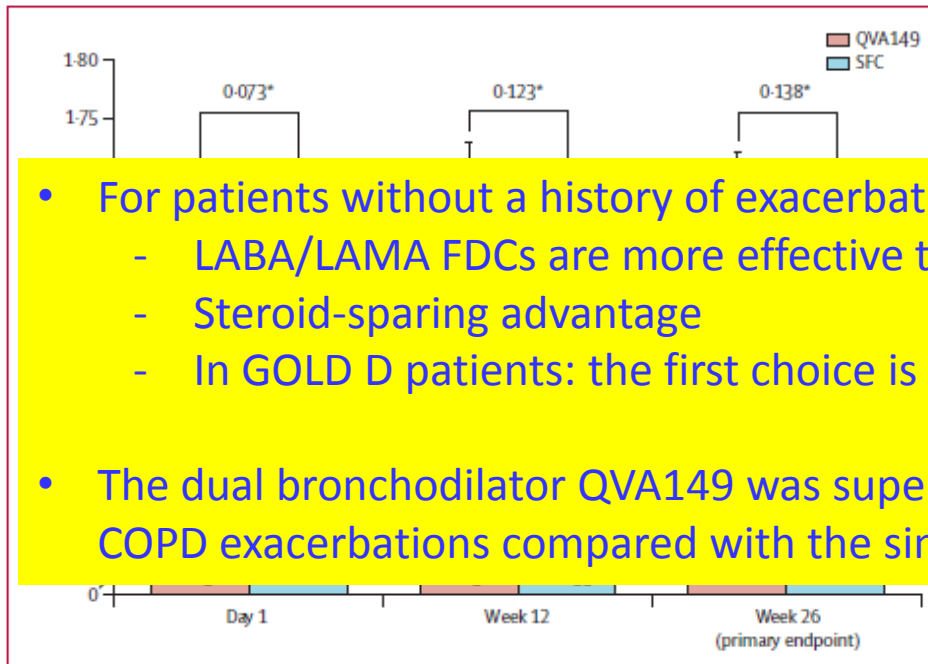 QVA149
SFC
1·80
0·073*
0·123*
0·138*
1·75
• For patients without a history of exacerbat
- LABA/LAMA FDCs are more effective t
- Steroid-sparing advantage
- In GOLD D patients: the first choice is
• The dual bronchodilator QVA149 was supe
COPD exacerbations compared with the sin
0
Day 1
Week 12
Week 26
(primary endpoint)